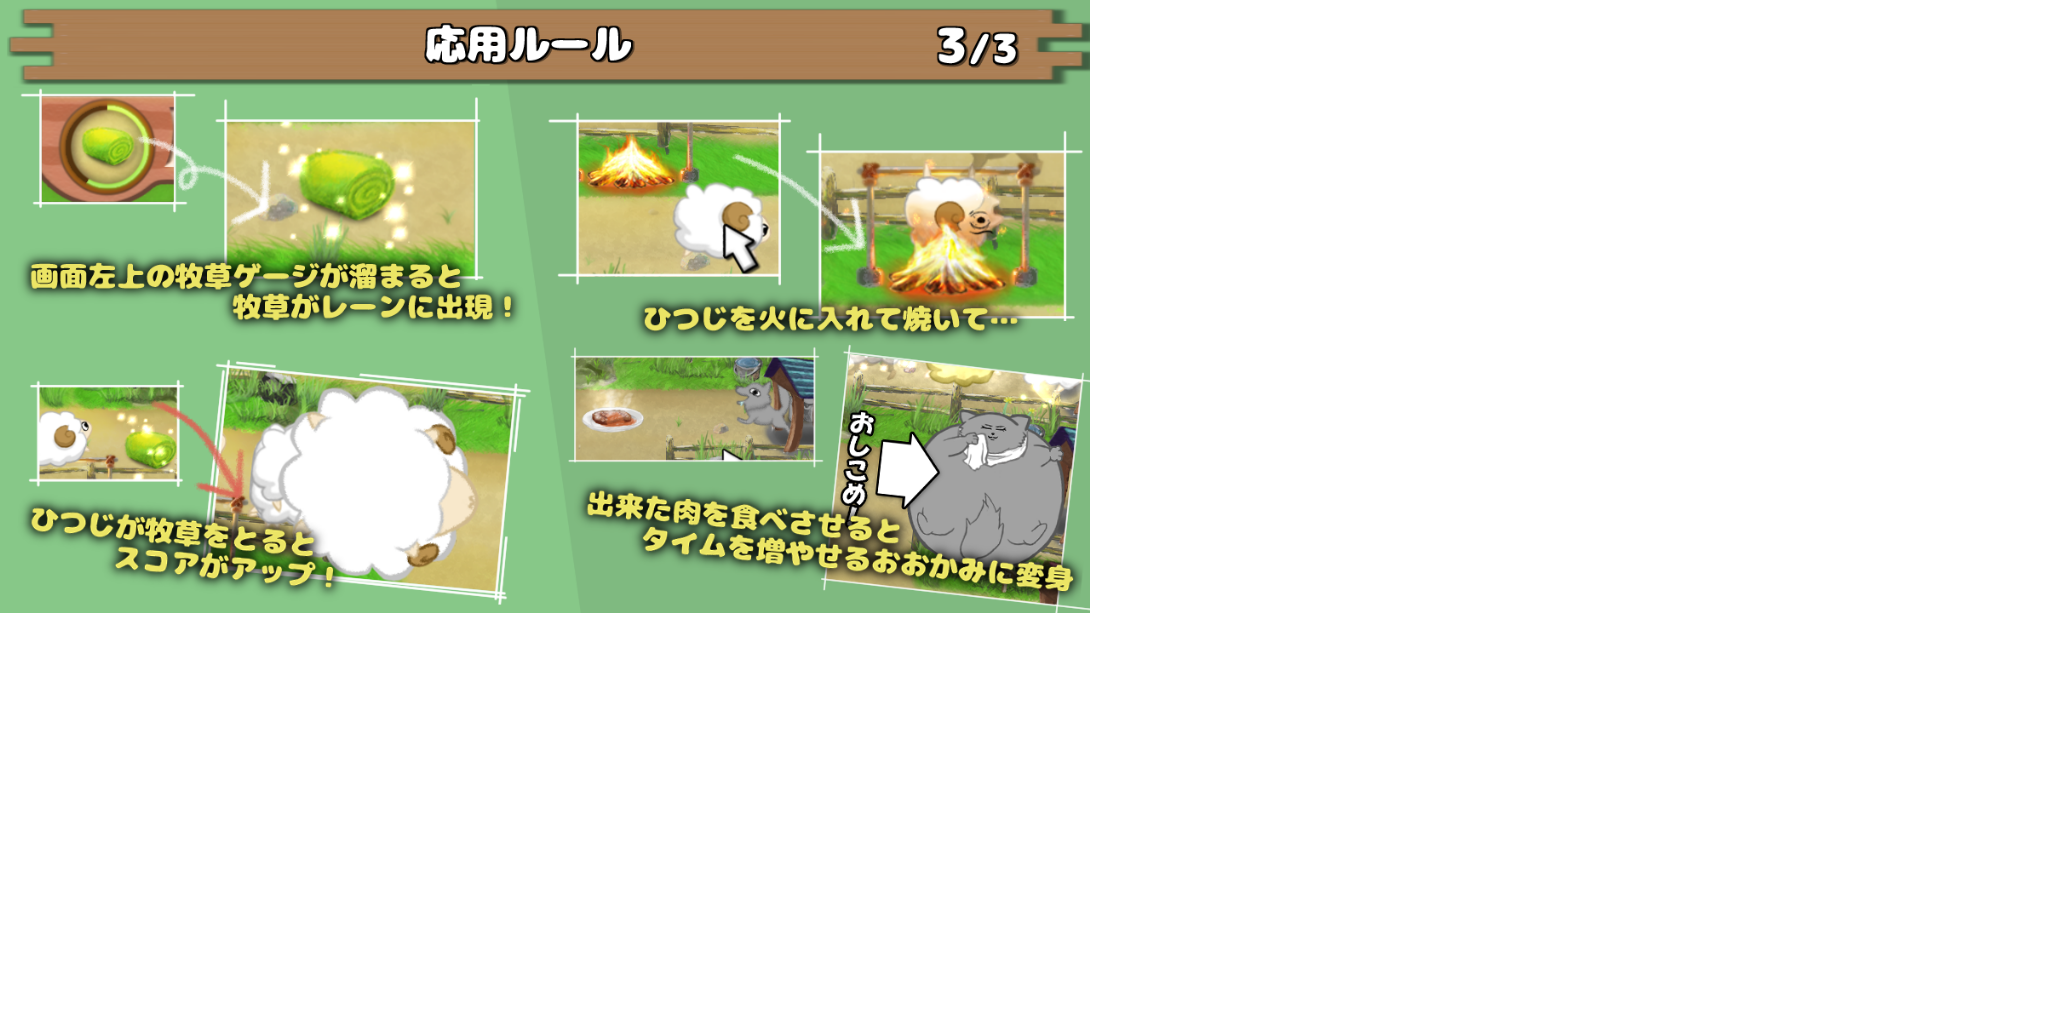 応用ルール
3/3
画面左上の牧草ゲージが溜まると
牧草がレーンに出現!
ひつじが牧草をとると
スコアがアップ!
ひつじを火に入れて焼いて…
おしこめ!
出来た肉を食べさせると
タイムを増やせるおおかみに変身